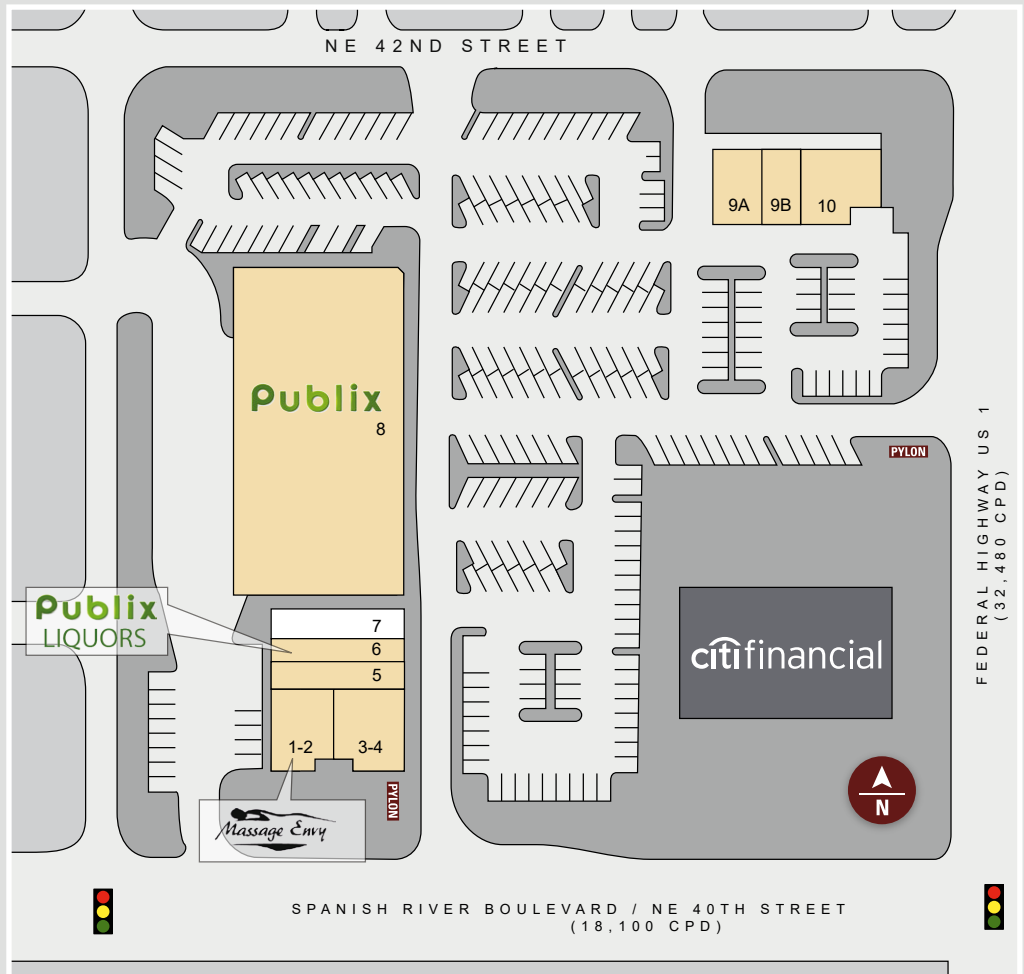 NE 42ND STREET
9A
9B
10
Publix
8
PYLON
FEDERAL HIGHWAY US 1
(32,480 CPD)
Publix
LIQUORS
7
6
5
1-2
3-4
citifinancial
PYLON
Massage Envy
N
SPANISH RIVER BOULEVARD / NE 40TH STREET
(18,100 CPD)